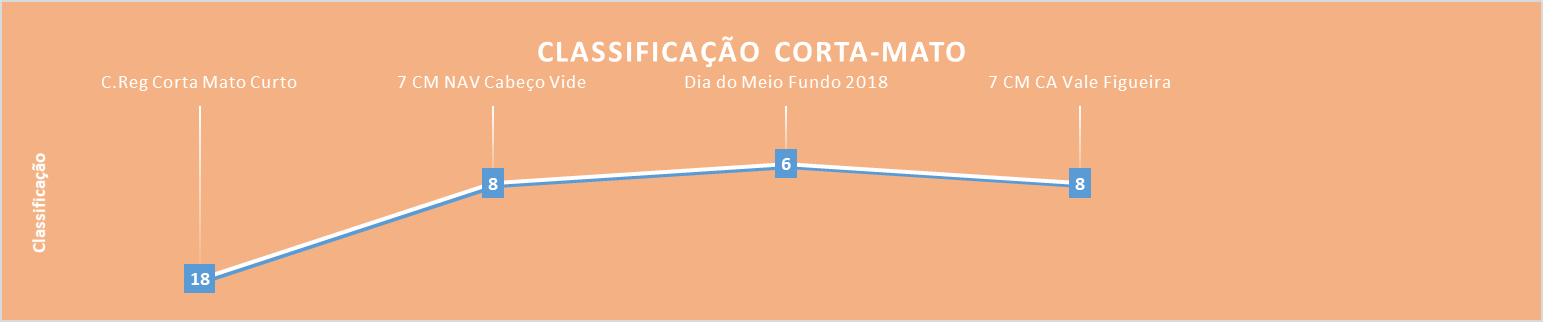 CLASSIFICAÇÃO CORTA-MATO
C.Reg Corta Mato Curto
7 CM NAV Cabeço Vide
Dia do Meio Fundo 2018
7 CM CA Vale Figueira
Classificação
18
8
6
8